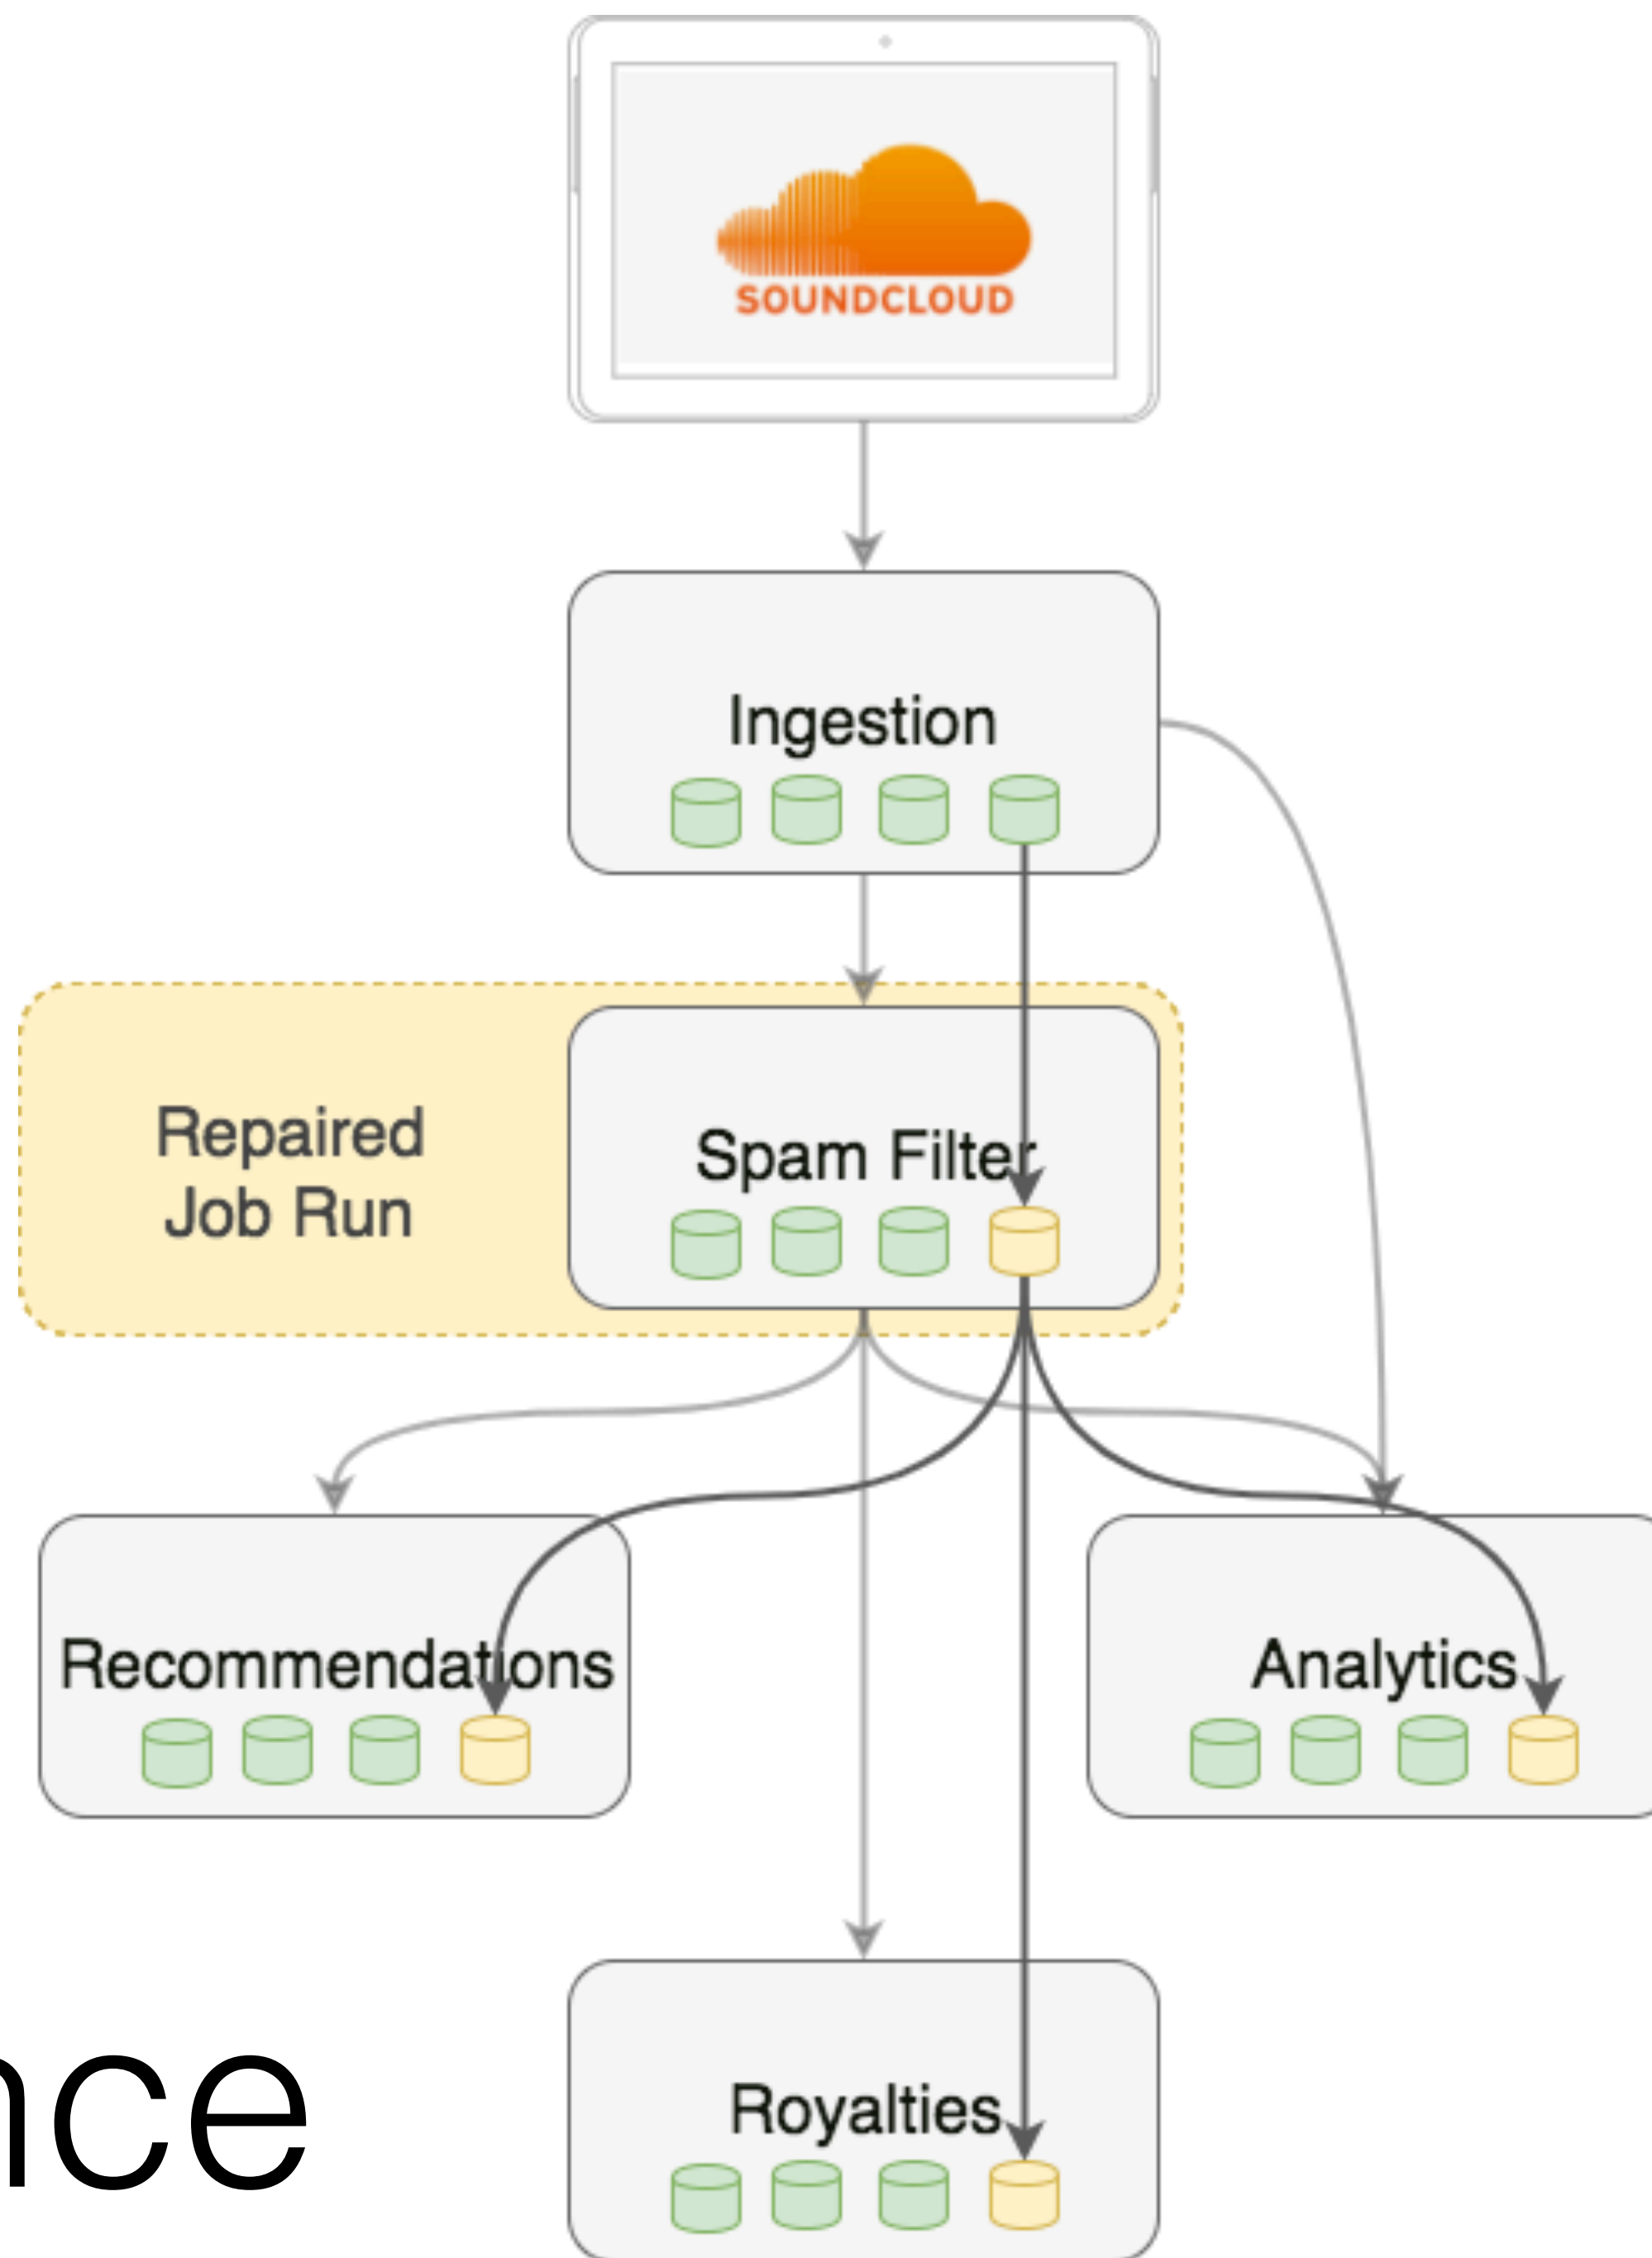 SOUNDCLOUD
Ingestion
Repaired
Job Run
Spam Filter
Recommendations
Analytics
Royalties
nce